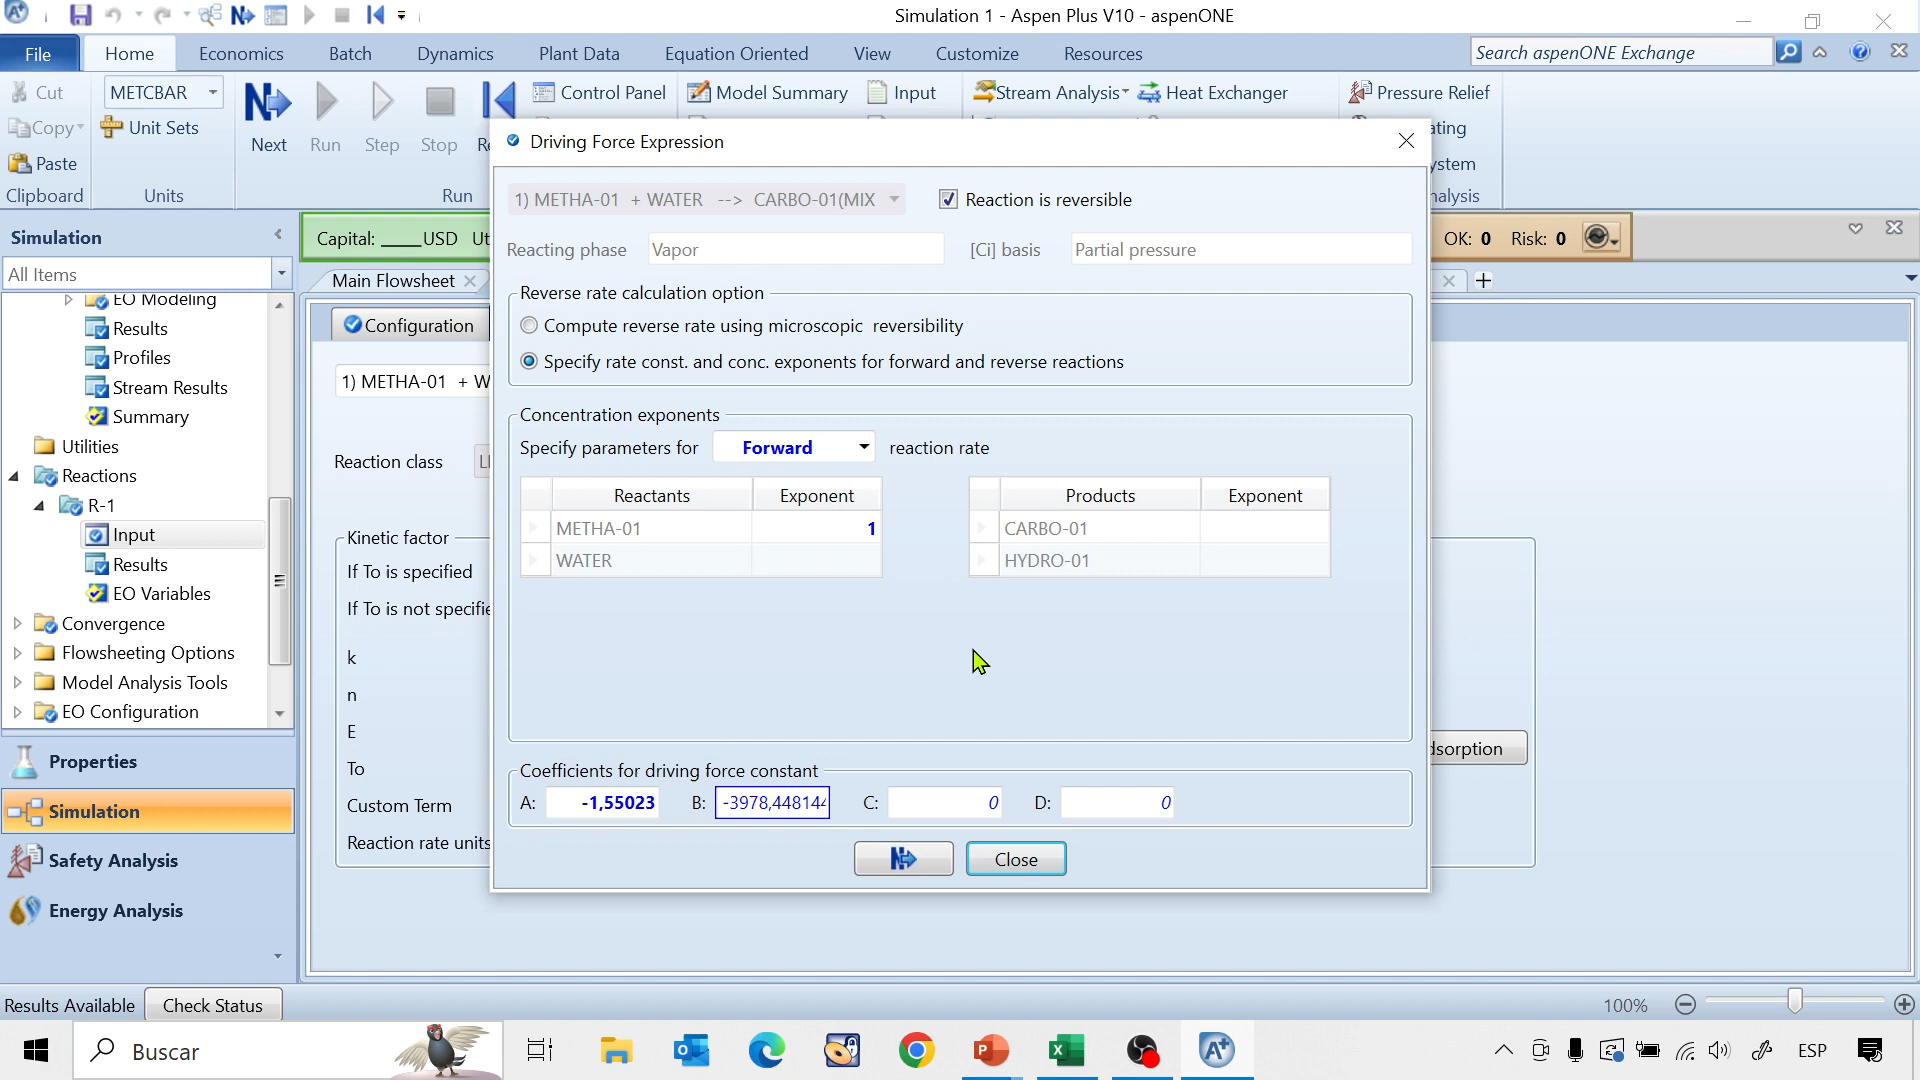 Simulation 1 - Aspen Plus V10 - aspenONE
File
Home
Economics
Batch
Dynamics
Plant Data
Equation Oriented
View
Customize
Resources
Search aspenONE Exchange
Cut
METCBAR
Control Panel
Model Summary
Input
Stream Analysis
Heat Exchanger
Pressure Relief
Copy
Unit Sets
Next
Run
Step
Stop
Paste
Clipboard
Units
Run
Driving Force Expression
1) METHA-01 + WATER --> CARBO-01(MIX
Reaction is reversible
Simulation
Capital: ____USD
OK: 0
Risk: 0
Reacting phase
Vapor
[Ci] basis
Partial pressure
All Items
Main Flowsheet
Reverse rate calculation option
EO Modeling
Results
Configuration
Compute reverse rate using microscopic reversibility
Profiles
Specify rate const. and conc. exponents for forward and reverse reactions
Stream Results
1) METHA-01 + W
Summary
Concentration exponents
Utilities
Specify parameters for
Forward
reaction rate
Reaction class
Reactions
R-1
Reactants
Exponent
Products
Exponent
Input
METHA-01
1
CARBO-01
Kinetic factor
Results
WATER
HYDRO-01
If To is specified
EO Variables
If To is not specifie
Convergence
Flowsheeting Options
k
Model Analysis Tools
n
EO Configuration
E
Properties
To
Coefficients for driving force constant
Simulation
Custom Term
A:
-1,55023
B:
-3978,448144
C:
0
D:
0
Reaction rate units
Safety Analysis
Close
Energy Analysis
Results Available
Check Status
100%
Buscar
ESP